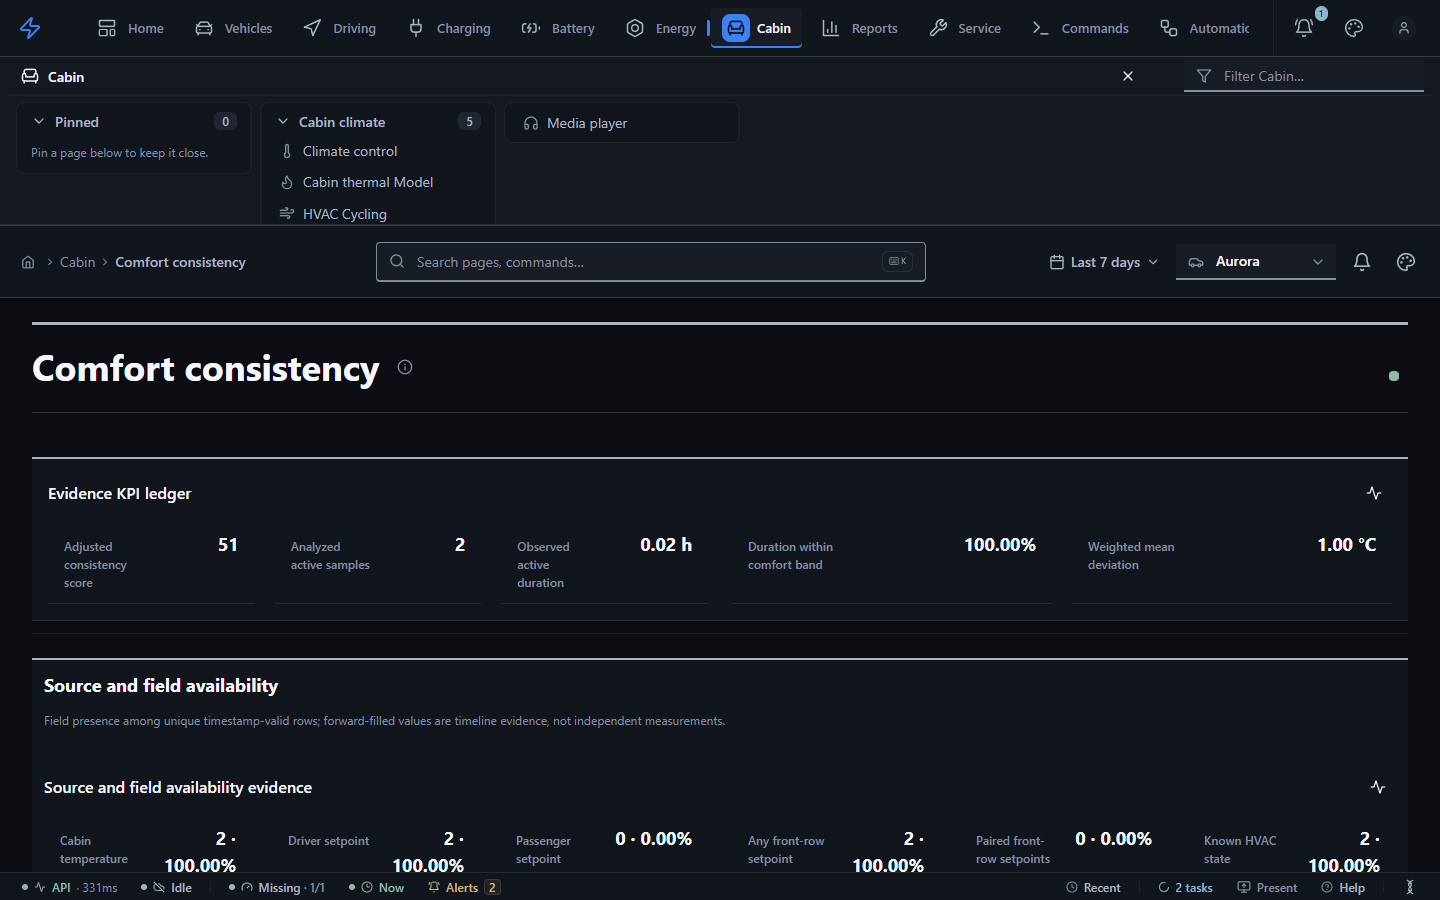 Home
Vehicles
Driving
Charging
Battery
Energy
Cabin
Reports
Service
Commands
Automatic
1
Cabin
Filter Cabin...
Pinned
0
Pin a page below to keep it close.
Cabin climate
5
Climate control
Cabin thermal Model
HVAC Cycling
Media player
Cabin
Comfort consistency
Search pages, commands...
K
Last 7 days
Aurora
Comfort consistency
Evidence KPI ledger
Adjusted
consistency
score
51
Analyzed
active samples
2
Observed
active
duration
0.02 h
Duration within
comfort band
100.00%
Weighted mean
deviation
1.00 °C
Source and field availability
Field presence among unique timestamp-valid rows; forward-filled values are timeline evidence, not independent measurements.
Source and field availability evidence
Cabin
temperature
2 ·
100.00%
Driver setpoint
2 ·
100.00%
Passenger
setpoint
0 · 0.00%
Any front-row
setpoint
2 ·
100.00%
Paired front-
row setpoints
0 · 0.00%
Known HVAC
state
2 ·
100.00%
API · 331ms
Idle
Missing · 1/1
Now
Alerts 2
Recent
2 tasks
Present
Help